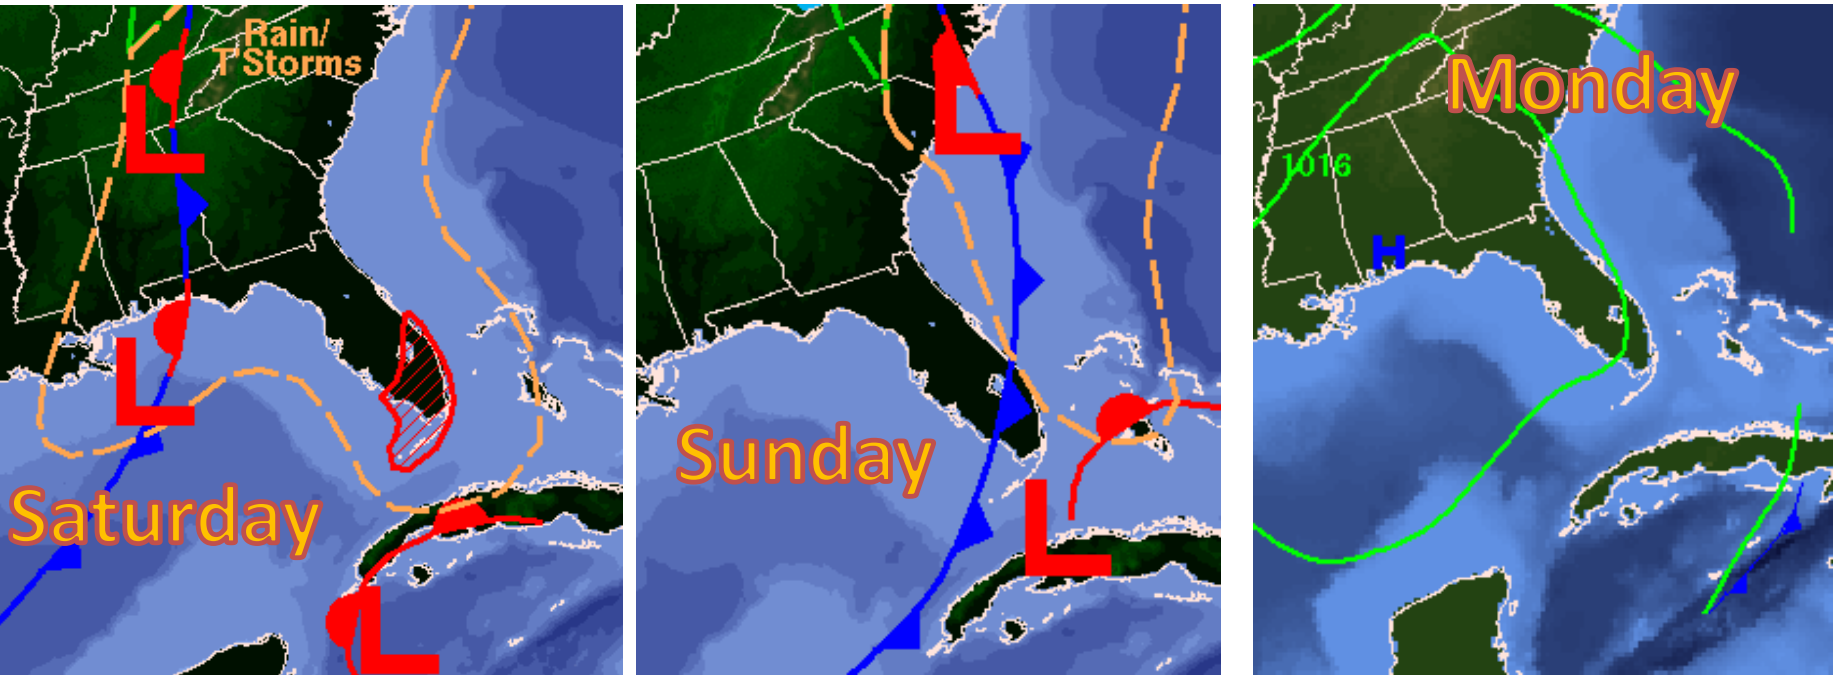 Rain/
T'Storms
Saturday
L
L
L
Sunday
L
L
Monday
1016
H